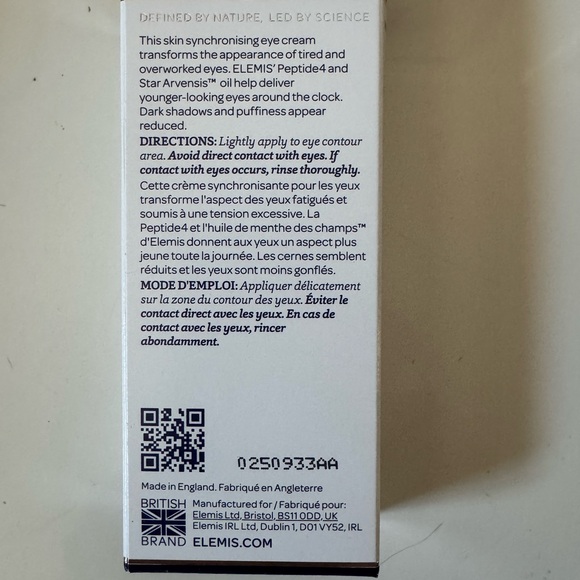 DEFINED BY NATURE, LED BY SCIENCE
This skin synchronising eye cream
transforms the appearance of tired and
overworked eyes. ELEMIS' Peptide4 and
Star Arvensis™ oil help deliver
younger-looking eyes around the clock.
Dark shadows and puffiness appear
reduced.
DIRECTIONS: Lightly apply to eye contour
area. Avoid direct contact with eyes. If
contact with eyes occurs, rinse thoroughly.
Cette crème synchronisante pour les yeux
transforme l'aspect des yeux fatigués et
soumis à une tension excessive. La
Peptide4 et l'huile de menthe des champs™
d'Elemis donnent aux yeux un aspect plus
jeune toute la journée. Les cernes semblent
réduits et les yeux sont moins gonflés.
MODE D'EMPLOI: Appliquer délicatement
sur la zone du contour des yeux. Éviter le
contact direct avec les yeux. En cas de
contact avec les yeux, rincer
abondamment.
0250933AA
Made in England. Fabriqué en Angleterre
BRITISH
BRAND
Manufactured for / Fabriqué pour:
Elemis Ltd, Bristol, BS11 0DD, UK
Elemis IRL Ltd, Dublin 1, D01 VY52, IRL
ELEMIS.COM